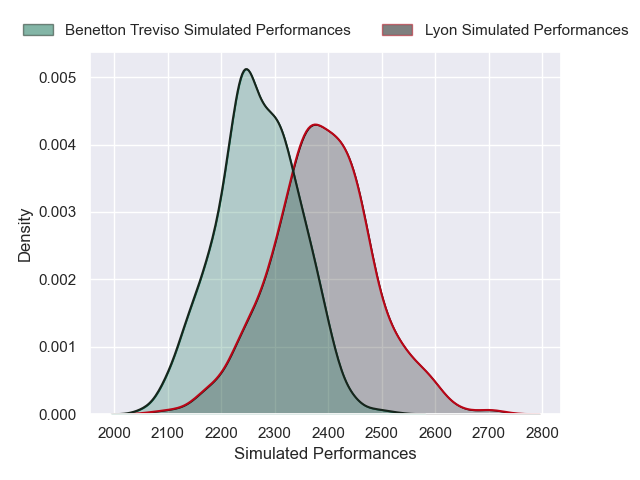 Benetton Treviso Simulated Performances
Lyon Simulated Performances
0.005
0.004
0.003
0.002
0.001
0.000
Density
2000 2100 2200 2300 2400 2500 2600 2700 2800
Simulated Performances